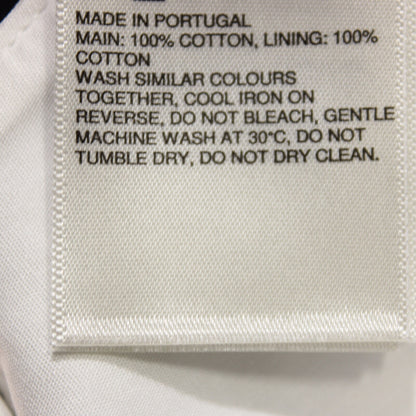 MADE IN PORTUGAL
MAIN: 100% COTTON, LINING: 100%
COTTON
WASH SIMILAR COLOURS
TOGETHER, COOL IRON ON
REVERSE, DO NOT BLEACH, GENTLE
MACHINE WASH AT 30°C, DO NOT
TUMBLE DRY, DO NOT DRY CLEAN.